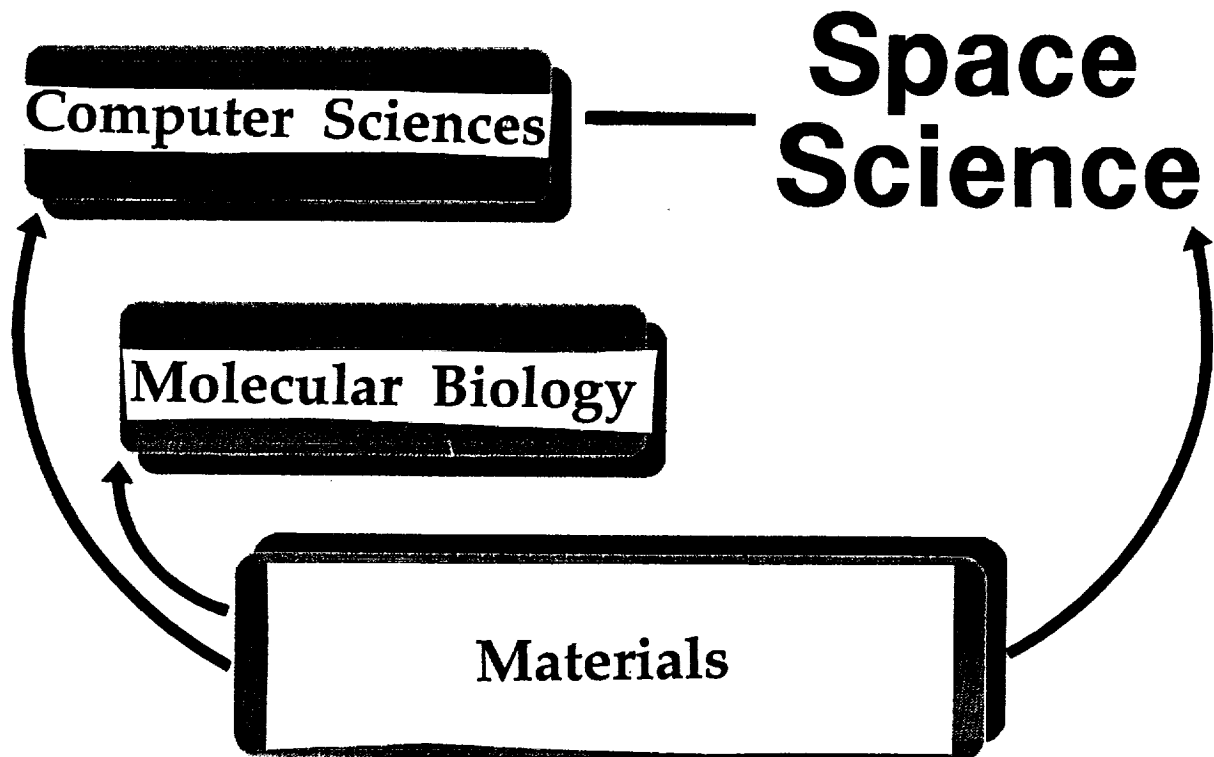 Space
Science
Computer Sciences
Molecular Biology
Materials